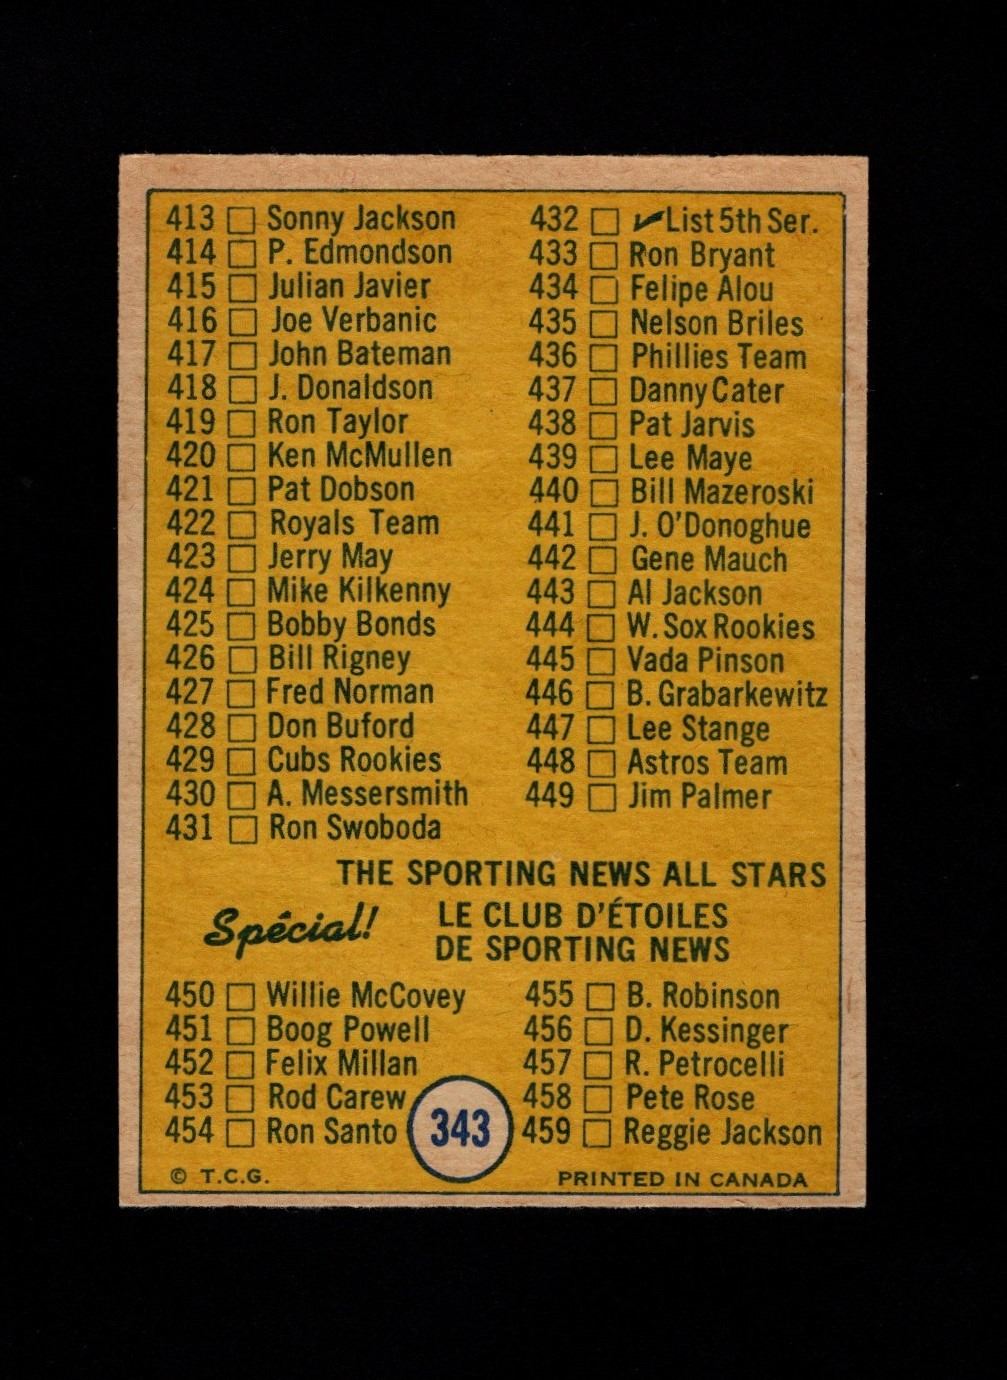 413 Sonny Jackson
414 P. Edmondson
415 Julian Javier
416 Joe Verbanic
417 John Bateman
418 J. Donaldson
419 Ron Taylor
420 Ken McMullen
421 Pat Dobson
422 Royals Team
423 Jerry May
424 Mike Kilkenny
425 Bobby Bonds
426 Bill Rigney
427 Fred Norman
428 Don Buford
429 Cubs Rookies
430 A. Messersmith
431 Ron Swoboda
432 ✓List 5th Ser.
433 Ron Bryant
434 Felipe Alou
435 Nelson Briles
436 Phillies Team
437 Danny Cater
438 Pat Jarvis
439 Lee Maye
440 Bill Mazeroski
441 J. O'Donoghue
442 Gene Mauch
443 Al Jackson
444 W. Sox Rookies
445 Vada Pinson
446 B. Grabarkewitz
447 Lee Stange
448 Astros Team
449 Jim Palmer
THE SPORTING NEWS ALL STARS
Spécial!
LE CLUB D'ÉTOILES
DE SPORTING NEWS
450 Willie McCovey
451 Boog Powell
452 Felix Millan
453 Rod Carew
454 Ron Santo
455 B. Robinson
456 D. Kessinger
457 R. Petrocelli
458 Pete Rose
459 Reggie Jackson
343
© T.C.G.
PRINTED IN CANADA